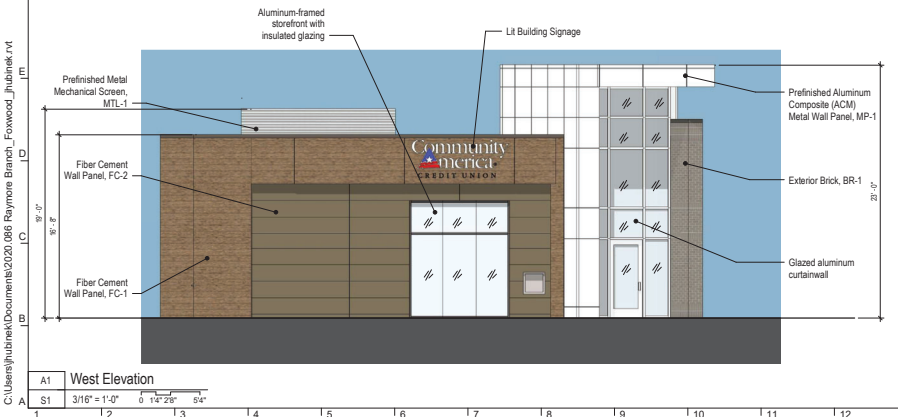 C:\Users\jhubinek\Documents\2020.086 Raymore Branch_Foxwood_jhubinek.rvt
E
D
C
B
A
Aluminum-framed
storefront with
insulated glazing
Lit Building Signage
Prefinished Metal
Mechanical Screen,
MTL-1
Prefinished Aluminum
Composite (ACM)
Metal Wall Panel, MP-1
Community
America
CREDIT UNION
Fiber Cement
Wall Panel, FC-2
Exterior Brick, BR-1
19' - 0"
16' - 8"
23' - 0"
Glazed aluminum
curtainwall
Fiber Cement
Wall Panel, FC-1
A1 West Elevation
S1 3/16" = 1'-0" 0 1'4" 2'8" 5'4"
1 2 3 4 5 6 7 8 9 10 11 12